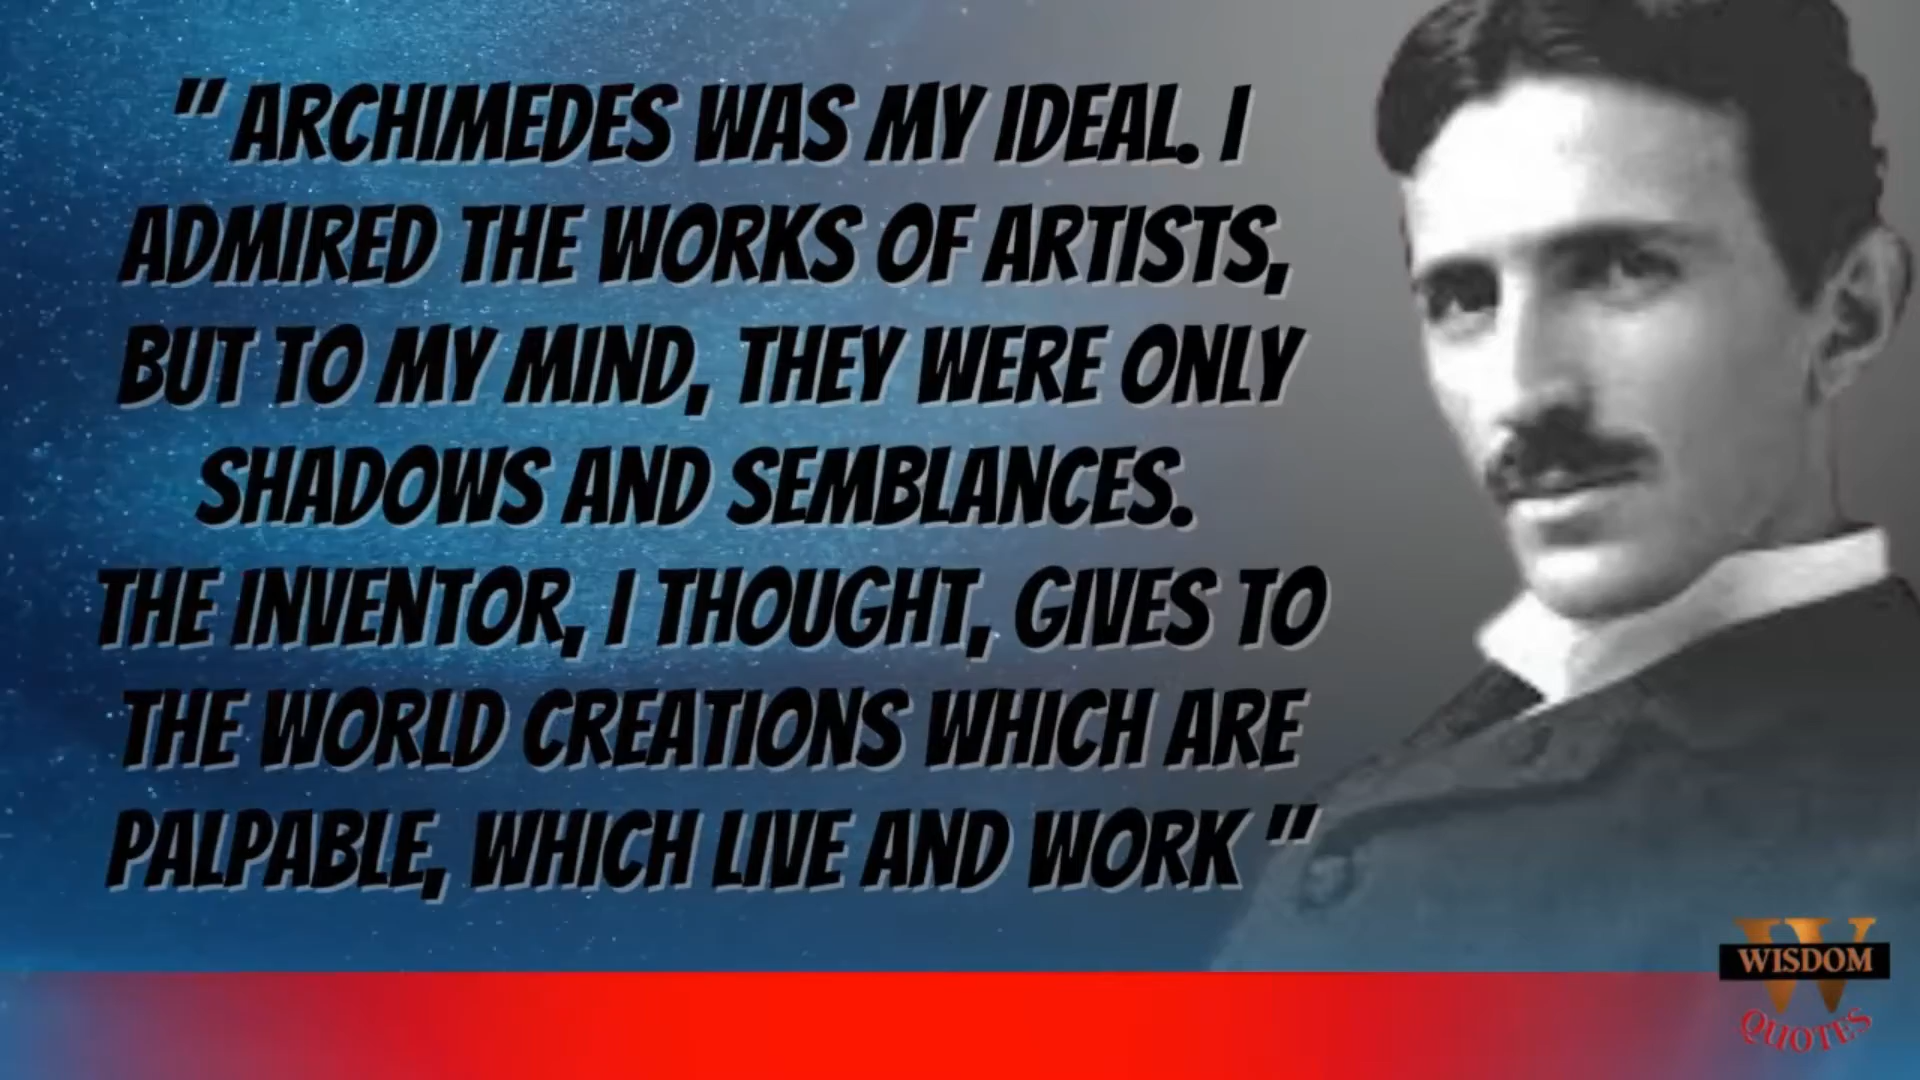 " ARCHIMEDES WAS MY IDEAL. I
ADMIRED THE WORKS OF ARTISTS,
BUT TO MY MIND, THEY WERE ONLY
SHADOWS AND SEMBLANCES.
THE INVENTOR, I THOUGHT, GIVES TO
THE WORLD CREATIONS WHICH ARE
PALPABLE, WHICH LIVE AND WORK "
W
WISDOM
QUOTES